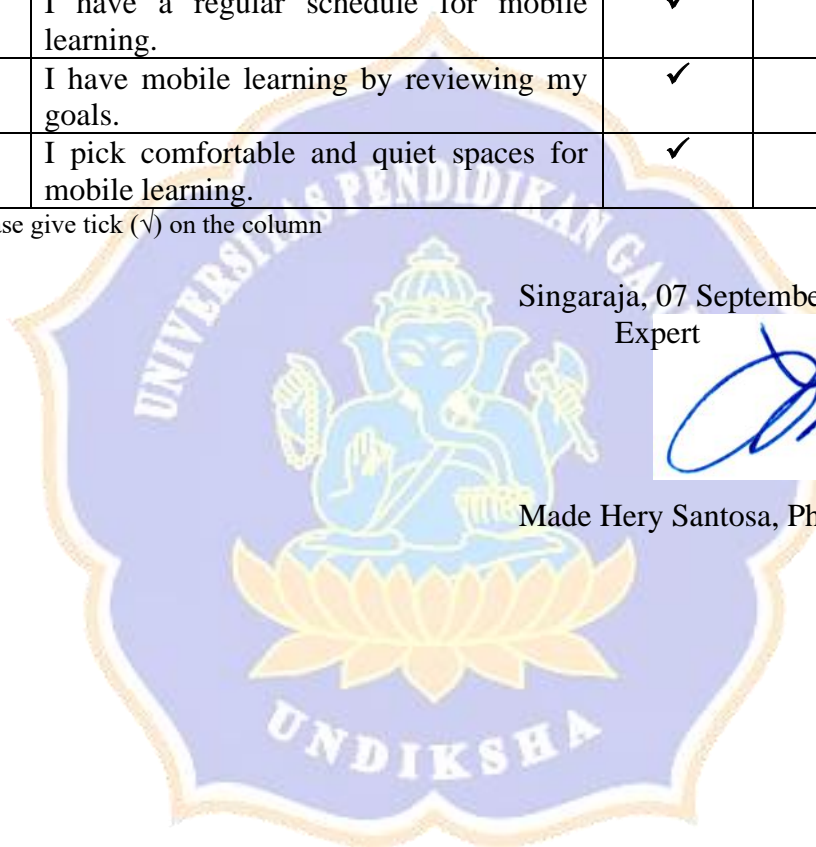 I have a regular schedule for mobile ✓
learning.
I have mobile learning by reviewing my ✓
goals.
I pick comfortable and quiet spaces for ✓
mobile learning.
ase give tick (√) on the column
UNIVERSITAS PENDIDIKAN GA
Singaraja, 07 Septembe
Expert
Made Hery Santosa, Ph
UNDIKSHA